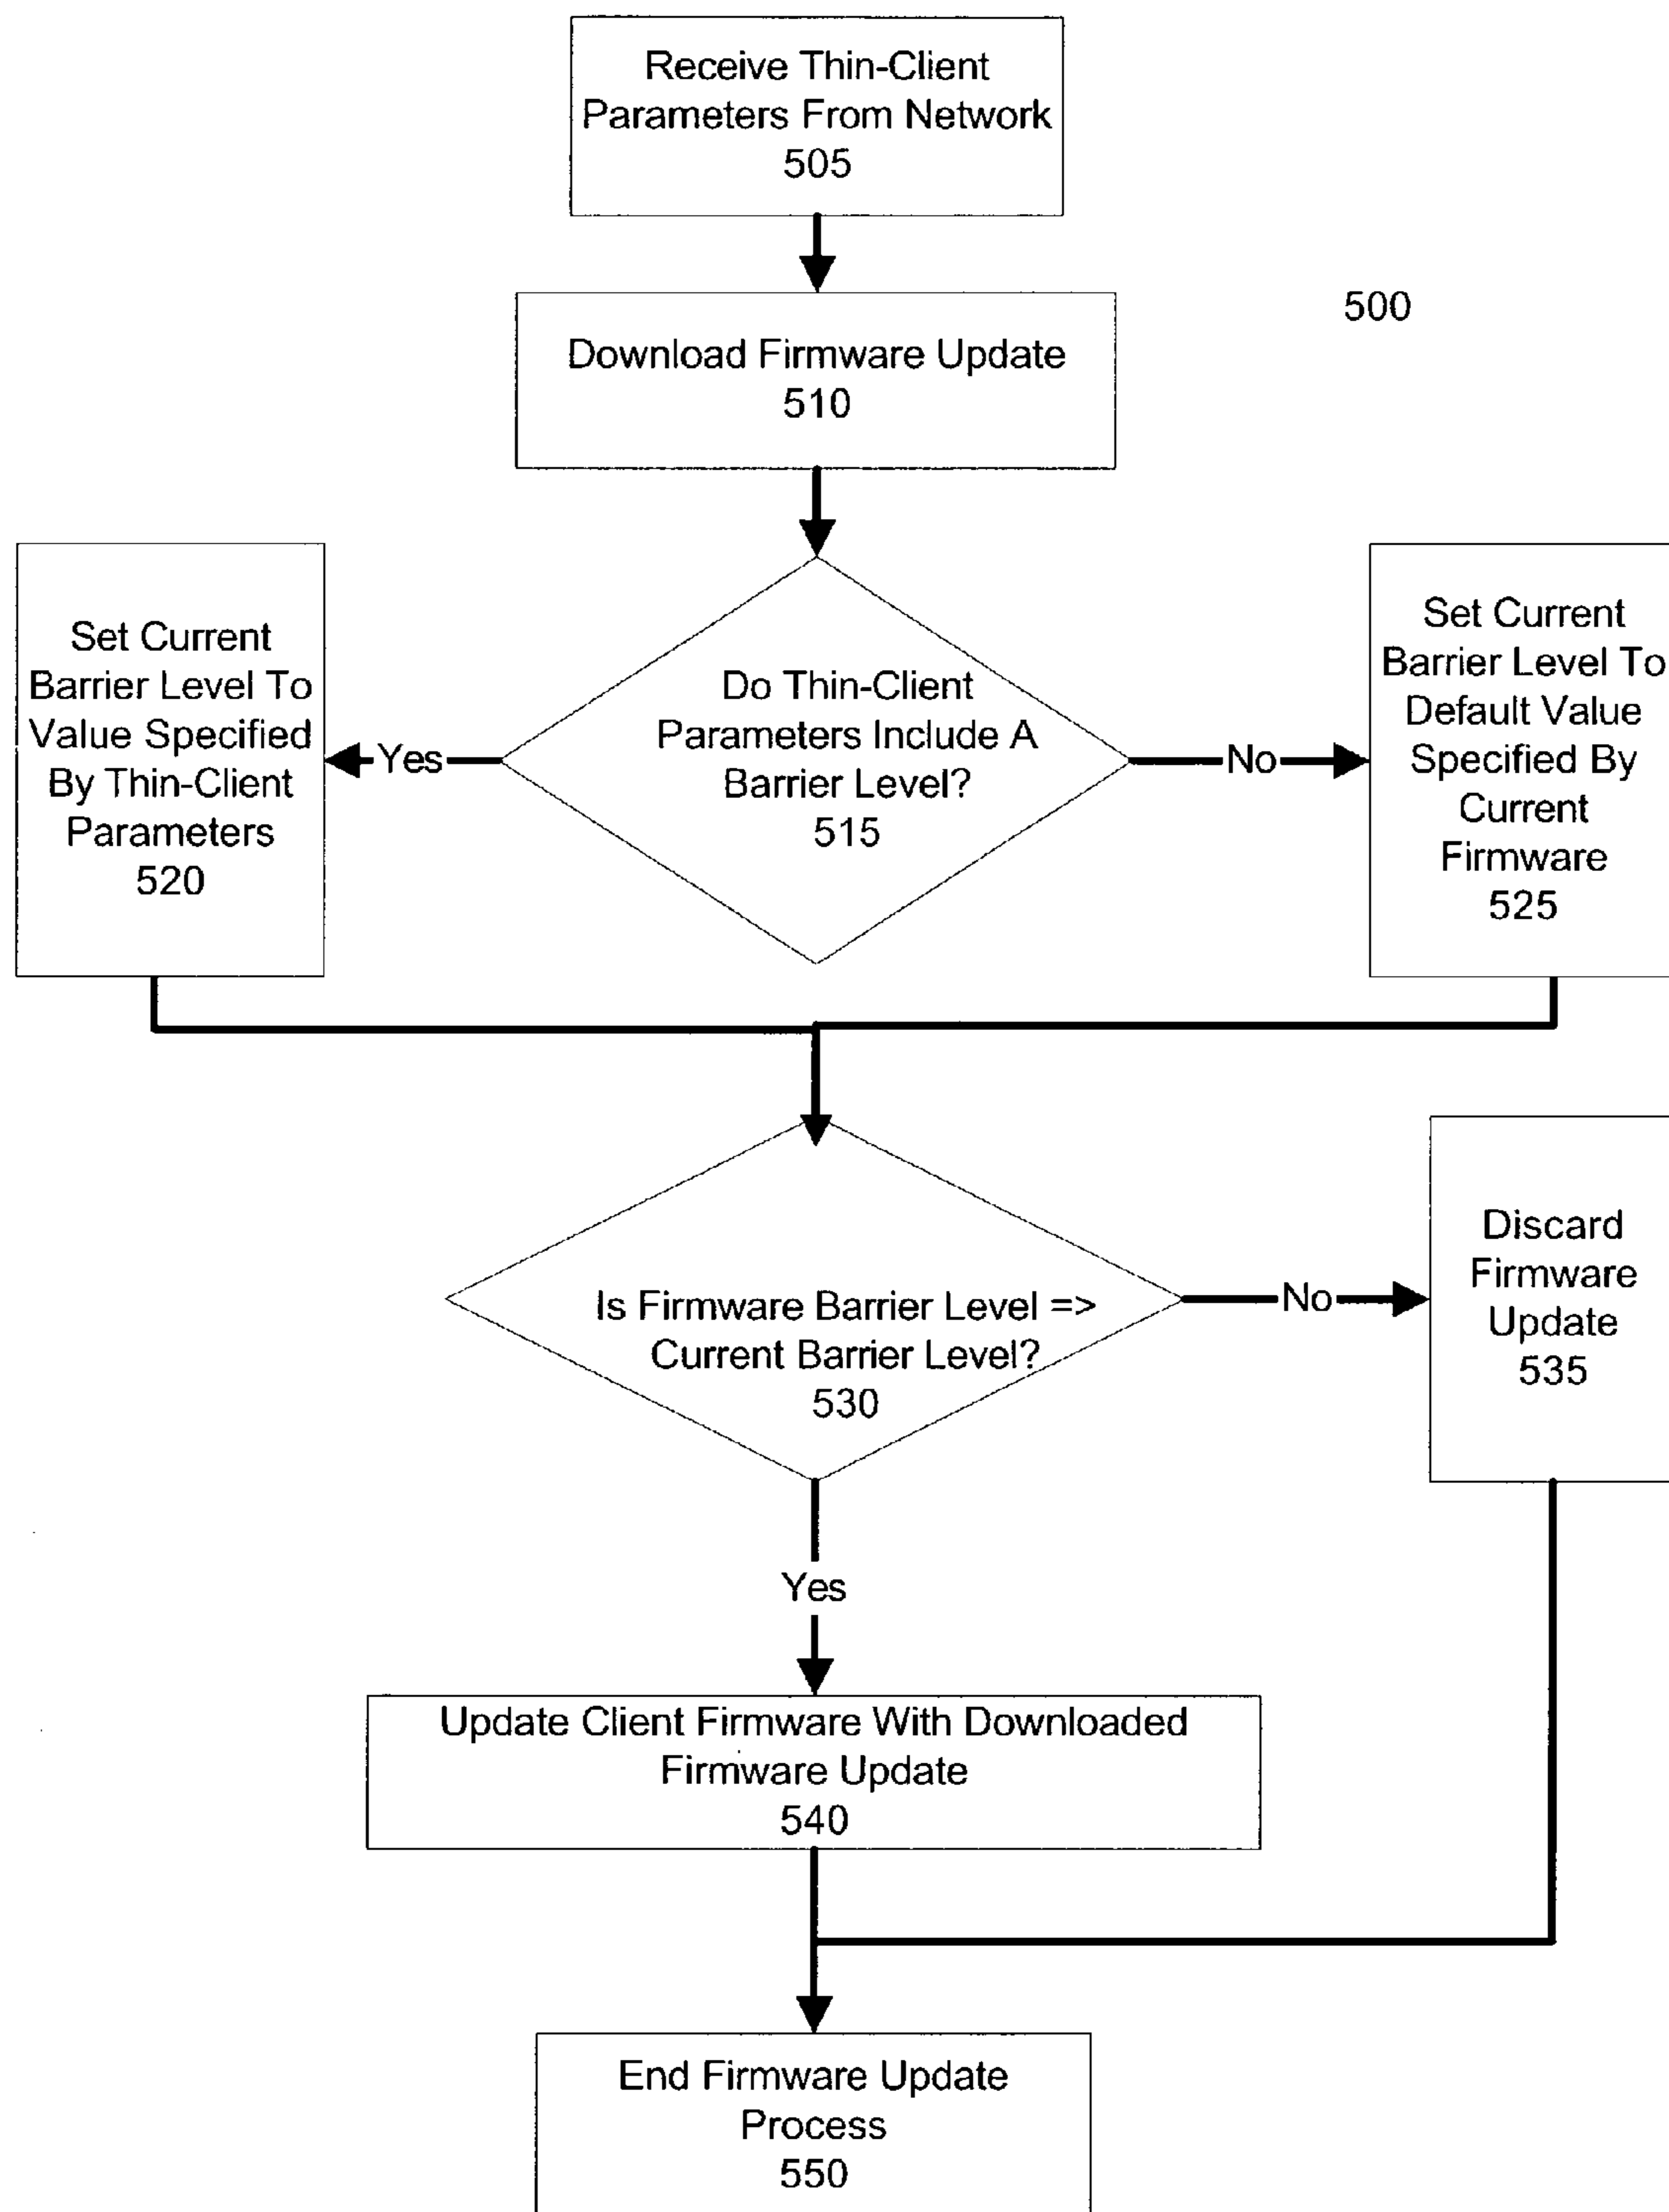 Receive Thin-Client
Parameters From Network
505
500
Download Firmware Update
510
Do Thin-Client
Parameters Include A
Barrier Level?
515
Yes
No
Set Current
Barrier Level To
Value Specified
By Thin-Client
Parameters
520
Set Current
Barrier Level To
Default Value
Specified By
Current
Firmware
525
Is Firmware Barrier Level =>
Current Barrier Level?
530
No
Discard
Firmware
Update
535
Yes
Update Client Firmware With Downloaded
Firmware Update
540
End Firmware Update
Process
550